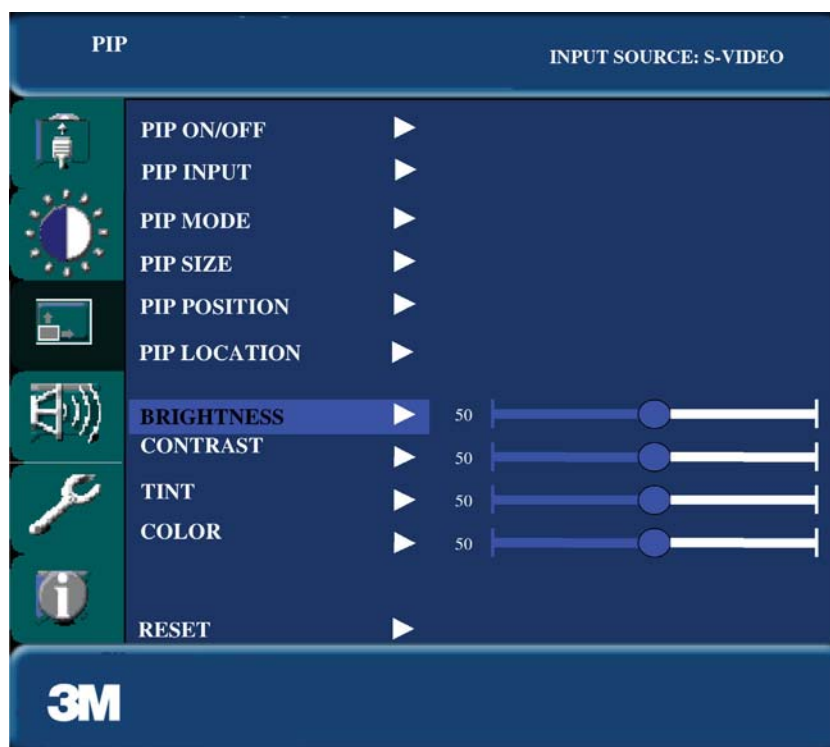 PIP
INPUT SOURCE: S-VIDEO
PIP ON/OFF
PIP INPUT
PIP MODE
PIP SIZE
PIP POSITION
PIP LOCATION
BRIGHTNESS 50
CONTRAST 50
TINT 50
COLOR 50
RESET
3M